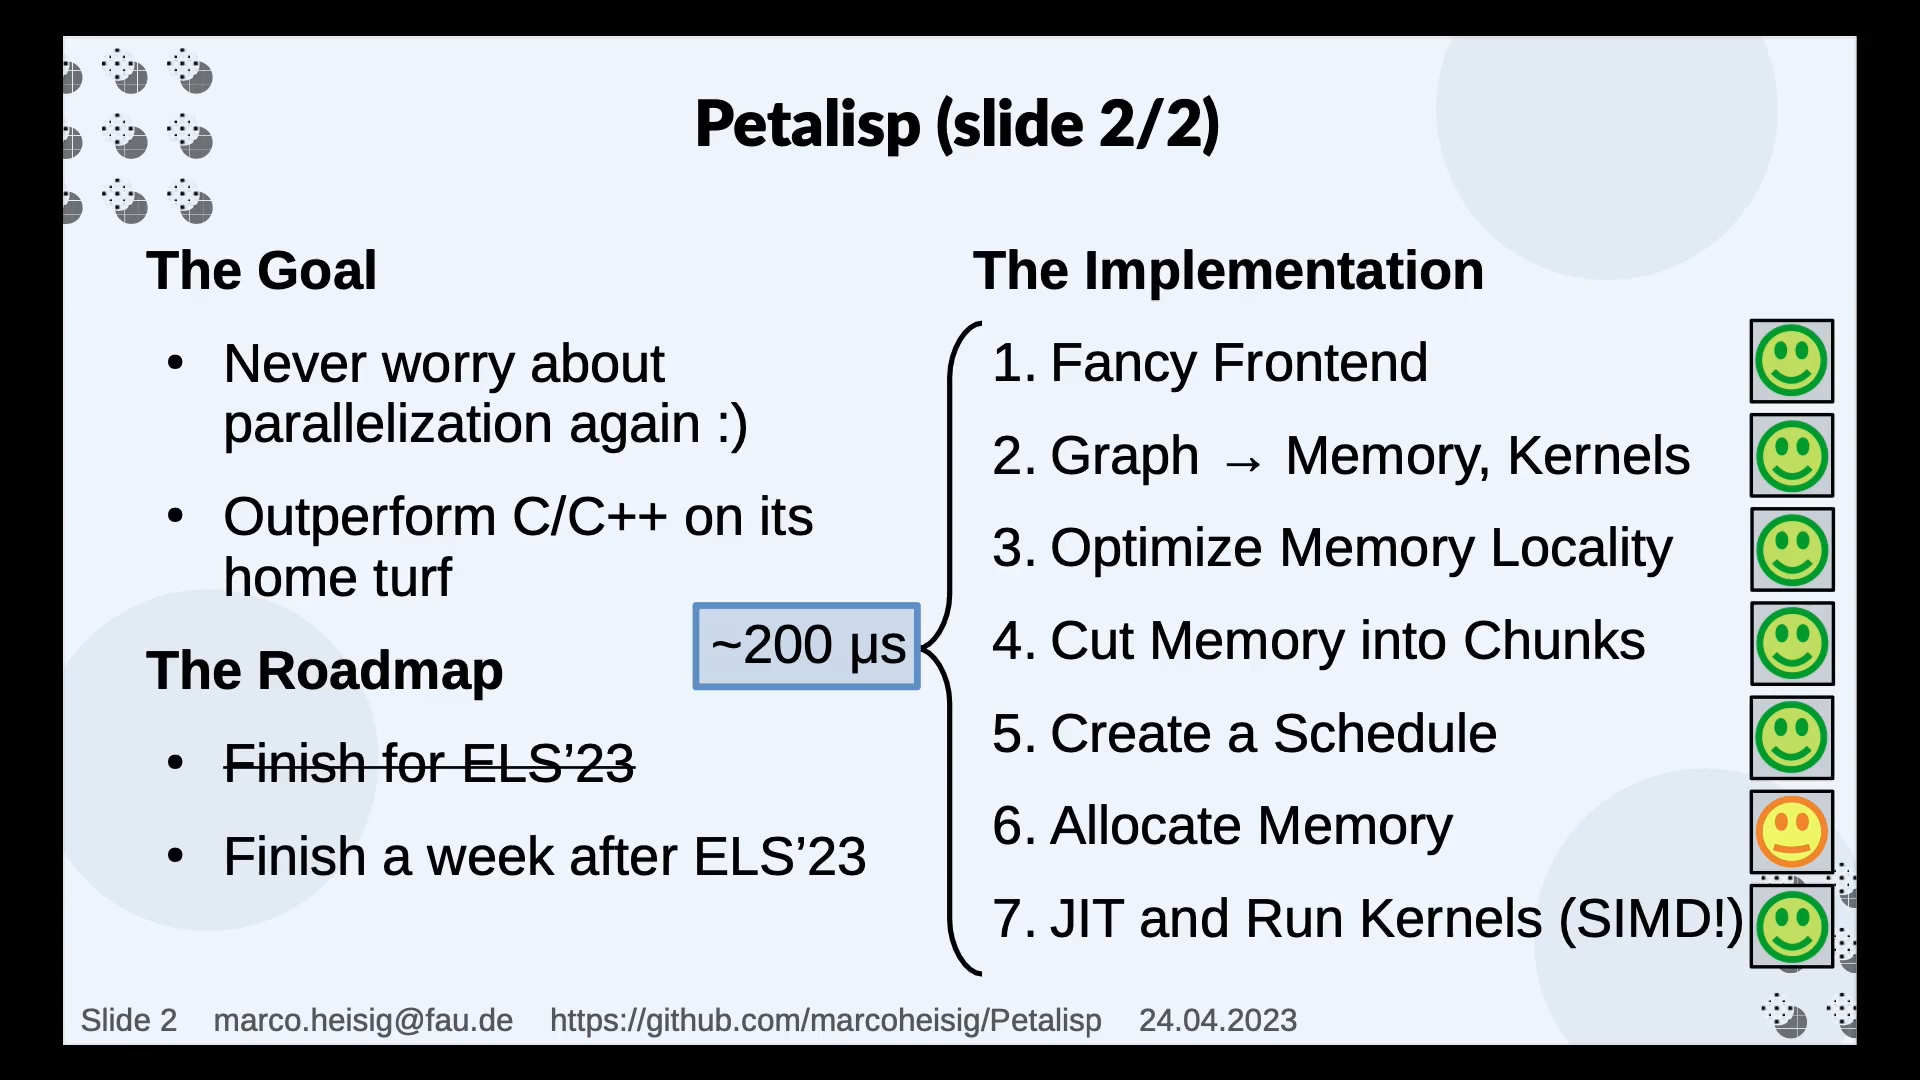 Petalisp (slide 2/2)
The Goal
• Never worry about
parallelization again :)
• Outperform C/C++ on its
home turf
The Roadmap
• Finish for ELS’23
• Finish a week after ELS’23
~200 μs
The Implementation
1. Fancy Frontend
2. Graph → Memory, Kernels
3. Optimize Memory Locality
4. Cut Memory into Chunks
5. Create a Schedule
6. Allocate Memory
7. JIT and Run Kernels (SIMD!)
Slide 2 marco.heisig@fau.de https://github.com/marcoheisig/Petalisp 24.04.2023